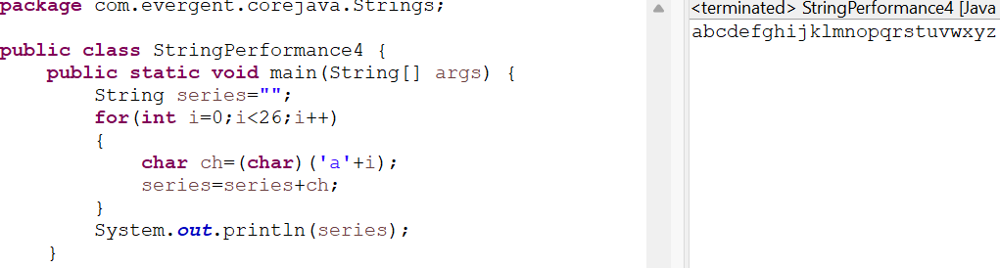 package com.evergent.corejava.Strings;
public class StringPerformance4 {
    public static void main(String[] args) {
        String series="";
        for(int i=0;i<26;i++)
        {
            char ch=(char)('a'+i);
            series=series+ch;
        }
        System.out.println(series);
    }
<terminated> StringPerformance4 [Java
abcdefghijklmnopqrstuvwxyz